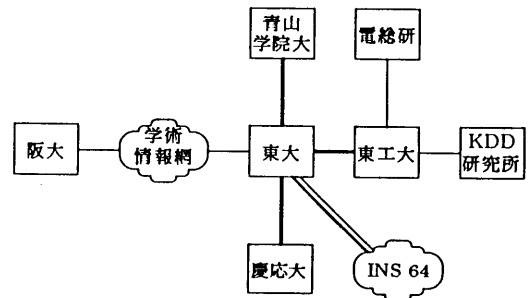 青山
学院大
電総研
阪大
学術
情報網
東大
東工大
KDD
研究所
慶応大
INS 64